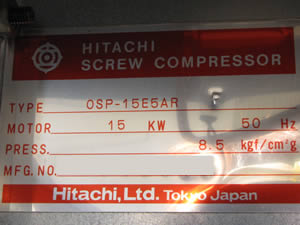 HITACHI
SCREW COMPRESSOR
TYPE OSP-15E5AR
MOTOR 15 KW 50 Hz
PRESS. 8.5 kgf/cm²g
MFG.NO.
Hitachi, Ltd. Tokyo Japan